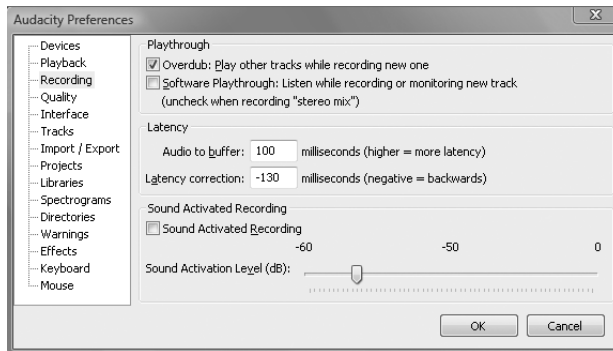 Audacity Preferences
Devices
Playback
Recording
Quality
Interface
Tracks
Import / Export
Projects
Libraries
Spectrograms
Directories
Warnings
Effects
Keyboard
Mouse
Playthrough
Overdub: Play other tracks while recording new one
Software Playthrough: Listen while recording or monitoring new track
(uncheck when recording "stereo mix")
Latency
Audio to buffer: 100 milliseconds (higher = more latency)
Latency correction: -130 milliseconds (negative = backwards)
Sound Activated Recording
Sound Activated Recording
-60 -50 0
Sound Activation Level (dB):
OK Cancel